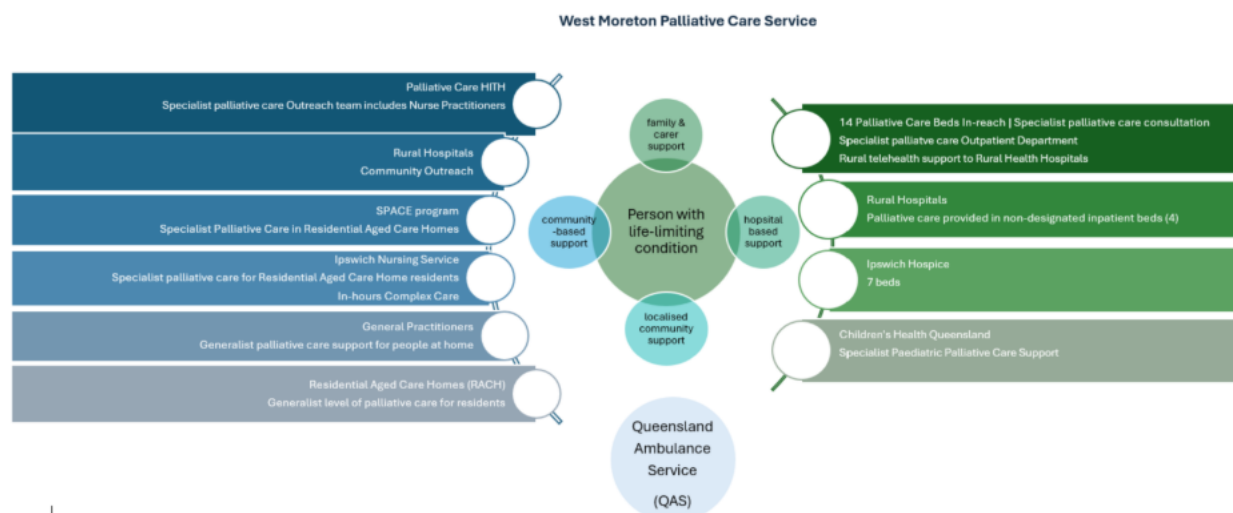 West Moreton Palliative Care Service
Palliative Care HITH
Specialist palliative care Outreach team includes Nurse Practitioners
Rural Hospitals
Community Outreach
SPACE program
Specialist Palliative Care in Residential Aged Care Homes
Ipswich Nursing Service
Specialist palliative care for Residential Aged Care Home residents
In-hours Complex Care
General Practitioners
Generalist palliative care support for people at home
Residential Aged Care Homes (RACH)
Generalist level of palliative care for residents
family &
carer
support
community
-based
support
Person with
life-limiting
condition
hopsital
based
support
localised
community
support
Queensland
Ambulance
Service
(QAS)
14 Palliative Care Beds In-reach | Specialist palliative care consultation
Specialist palliatve care Outpatient Department
Rural telehealth support to Rural Health Hospitals
Rural Hospitals
Palliative care provided in non-designated inpatient beds (4)
Ipswich Hospice
7 beds
Children's Health Queensland
Specialist Paediatric Palliative Care Support